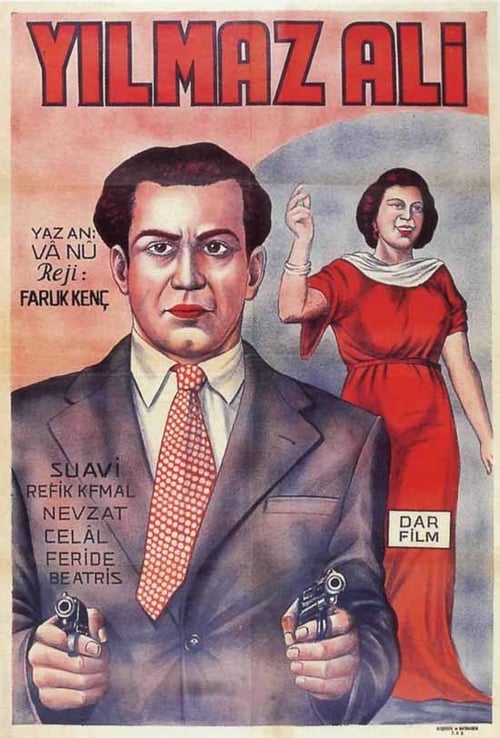 YILMAZ ALİ
YAZAN:
VÂ NÛ
Reji:
FARUK KENÇ
SUAVİ
REFİK KEMAL
NEVZAT
CELÂL
FERİDE
BEATRİS
DAR
FİLM